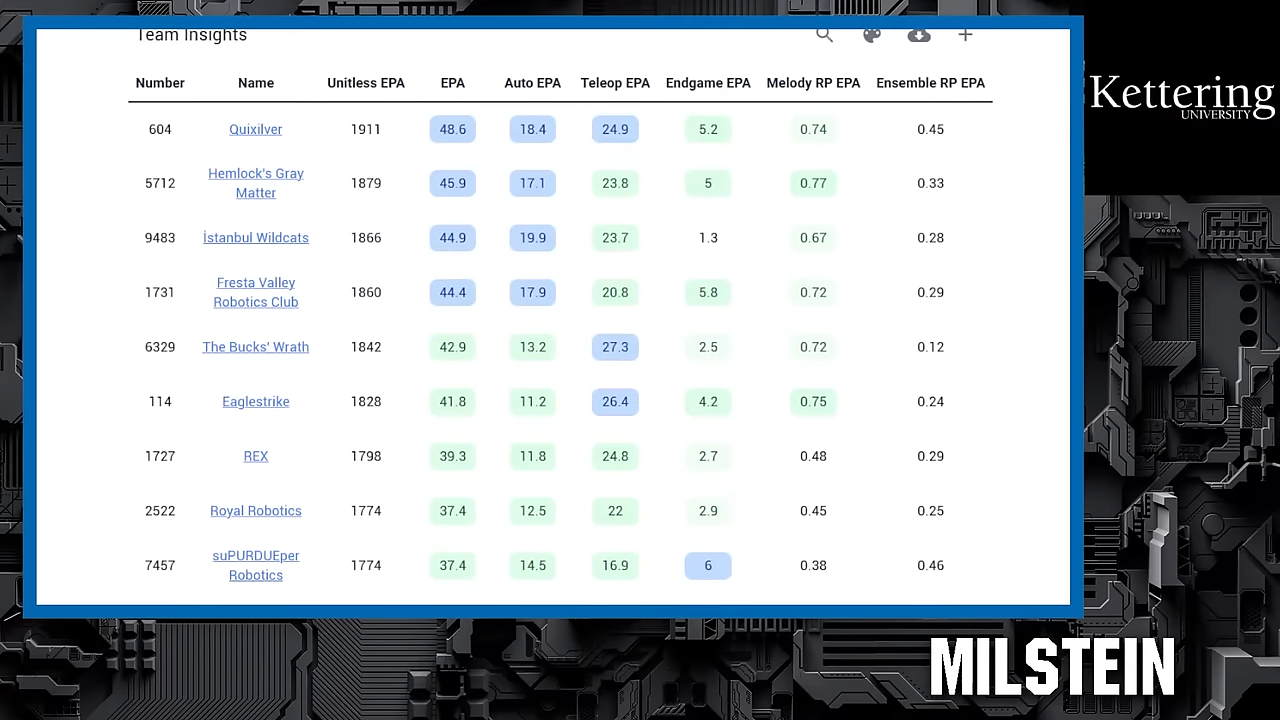 Team Insights
Number Name Unitless EPA EPA Auto EPA Teleop EPA Endgame EPA Melody RP EPA Ensemble RP EPA
604 Quixilver 1911 48.6 18.4 24.9 5.2 0.74 0.45
5712 Hemlock's Gray Matter 1879 45.9 17.1 23.8 5 0.77 0.33
9483 İstanbul Wildcats 1866 44.9 19.9 23.7 1.3 0.67 0.28
1731 Fresta Valley Robotics Club 1860 44.4 17.9 20.8 5.8 0.72 0.29
6329 The Bucks' Wrath 1842 42.9 13.2 27.3 2.5 0.72 0.12
114 Eaglestrike 1828 41.8 11.2 26.4 4.2 0.75 0.24
1727 REX 1798 39.3 11.8 24.8 2.7 0.48 0.29
2522 Royal Robotics 1774 37.4 12.5 22 2.9 0.45 0.25
7457 suPURDUEper Robotics 1774 37.4 14.5 16.9 6 0.38 0.46
Kettering
UNIVERSITY
MILSTEIN